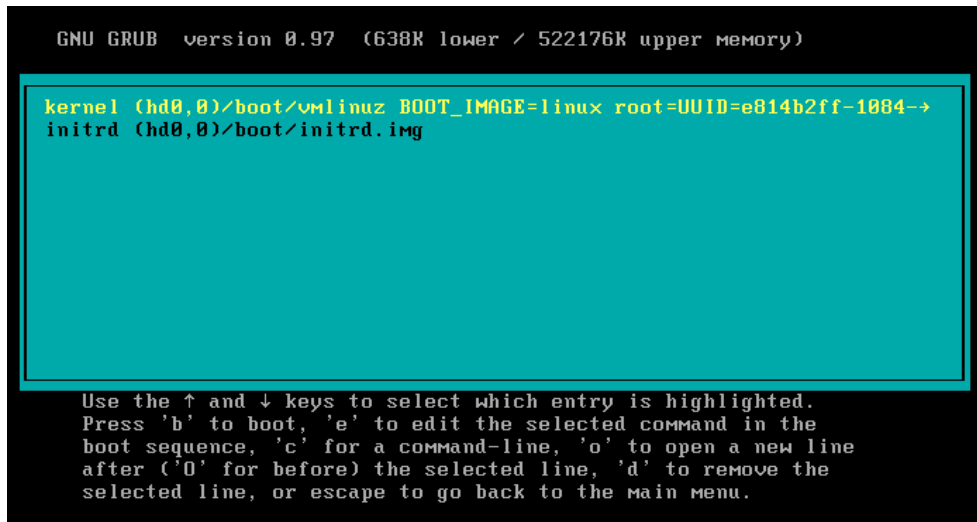 GNU GRUB  version 0.97  (638K lower / 522176K upper memory)
kernel (hd0,0)/boot/vmlinuz BOOT_IMAGE=linux root=UUID=e814b2ff-1084-→
initrd (hd0,0)/boot/initrd.img
Use the ↑ and ↓ keys to select which entry is highlighted.
Press 'b' to boot, 'e' to edit the selected command in the
boot sequence, 'c' for a command-line, 'o' to open a new line
after ('O' for before) the selected line, 'd' to remove the
selected line, or escape to go back to the main menu.